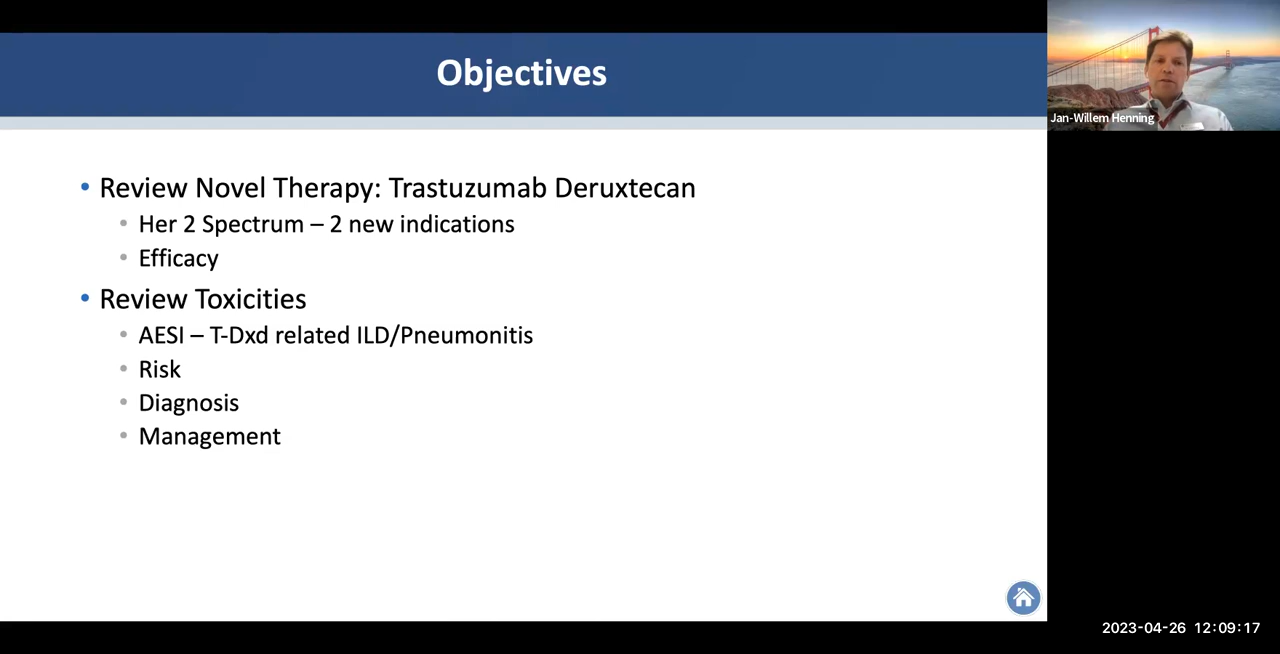 Objectives
Jan-Willem Henning
• Review Novel Therapy: Trastuzumab Deruxtecan
• Her 2 Spectrum – 2 new indications
• Efficacy
• Review Toxicities
• AESI – T-Dxd related ILD/Pneumonitis
• Risk
• Diagnosis
• Management
2023-04-26 12:09:17